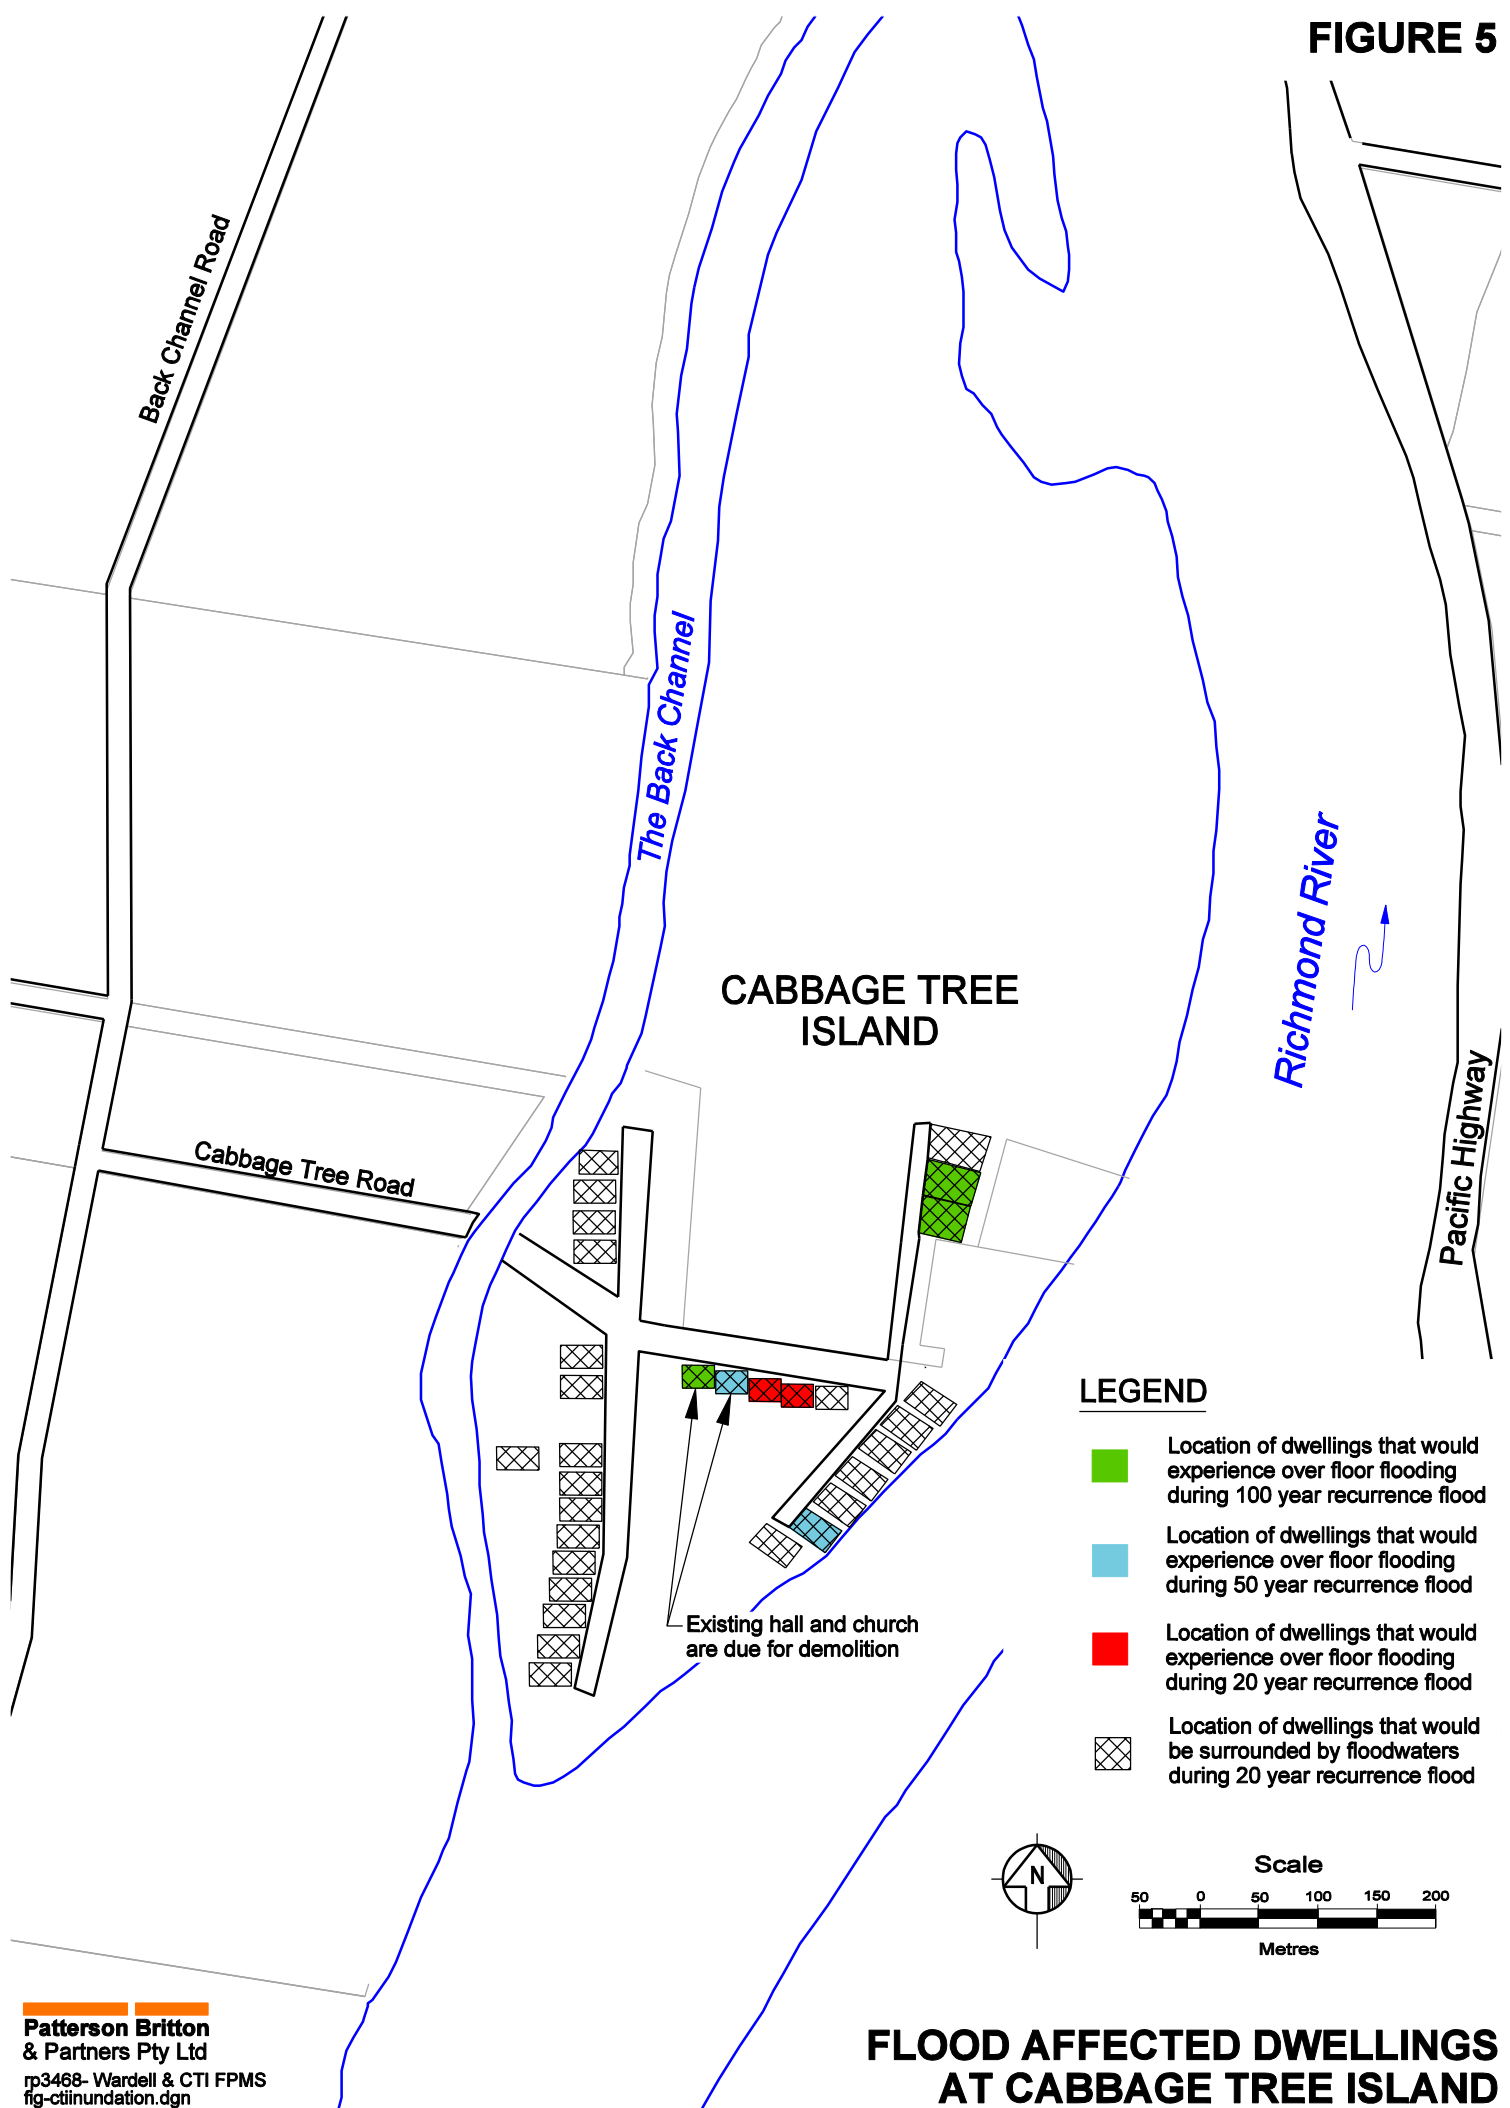 FIGURE 5
Back Channel Road
The Back Channel
Richmond River
CABBAGE TREE
ISLAND
Pacific Highway
Cabbage Tree Road
Existing hall and church
are due for demolition
LEGEND
Location of dwellings that would
experience over floor flooding
during 100 year recurrence flood
Location of dwellings that would
experience over floor flooding
during 50 year recurrence flood
Location of dwellings that would
experience over floor flooding
during 20 year recurrence flood
Location of dwellings that would
be surrounded by floodwaters
during 20 year recurrence flood
N
Scale
50 0 50 100 150 200
Metres
Patterson Britton
& Partners Pty Ltd
rp3468- Wardell & CTI FPMS
fig-ctiinundation.dgn
FLOOD AFFECTED DWELLINGS
AT CABBAGE TREE ISLAND